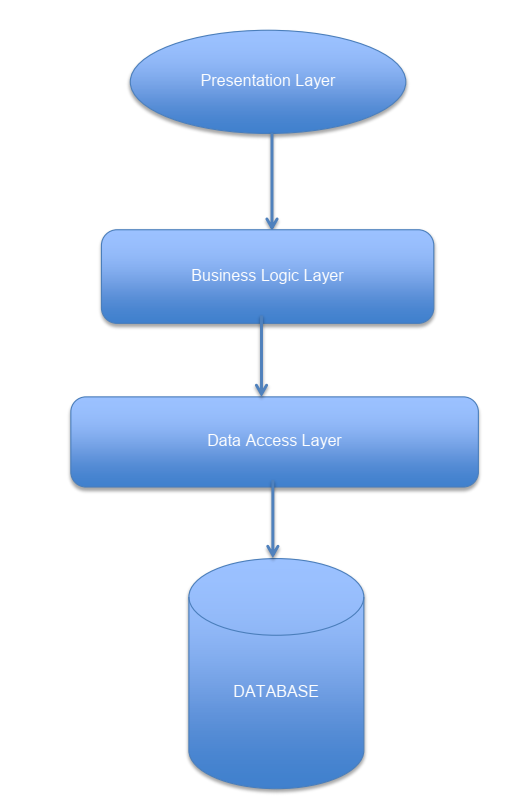 Presentation Layer
Business Logic Layer
Data Access Layer
DATABASE